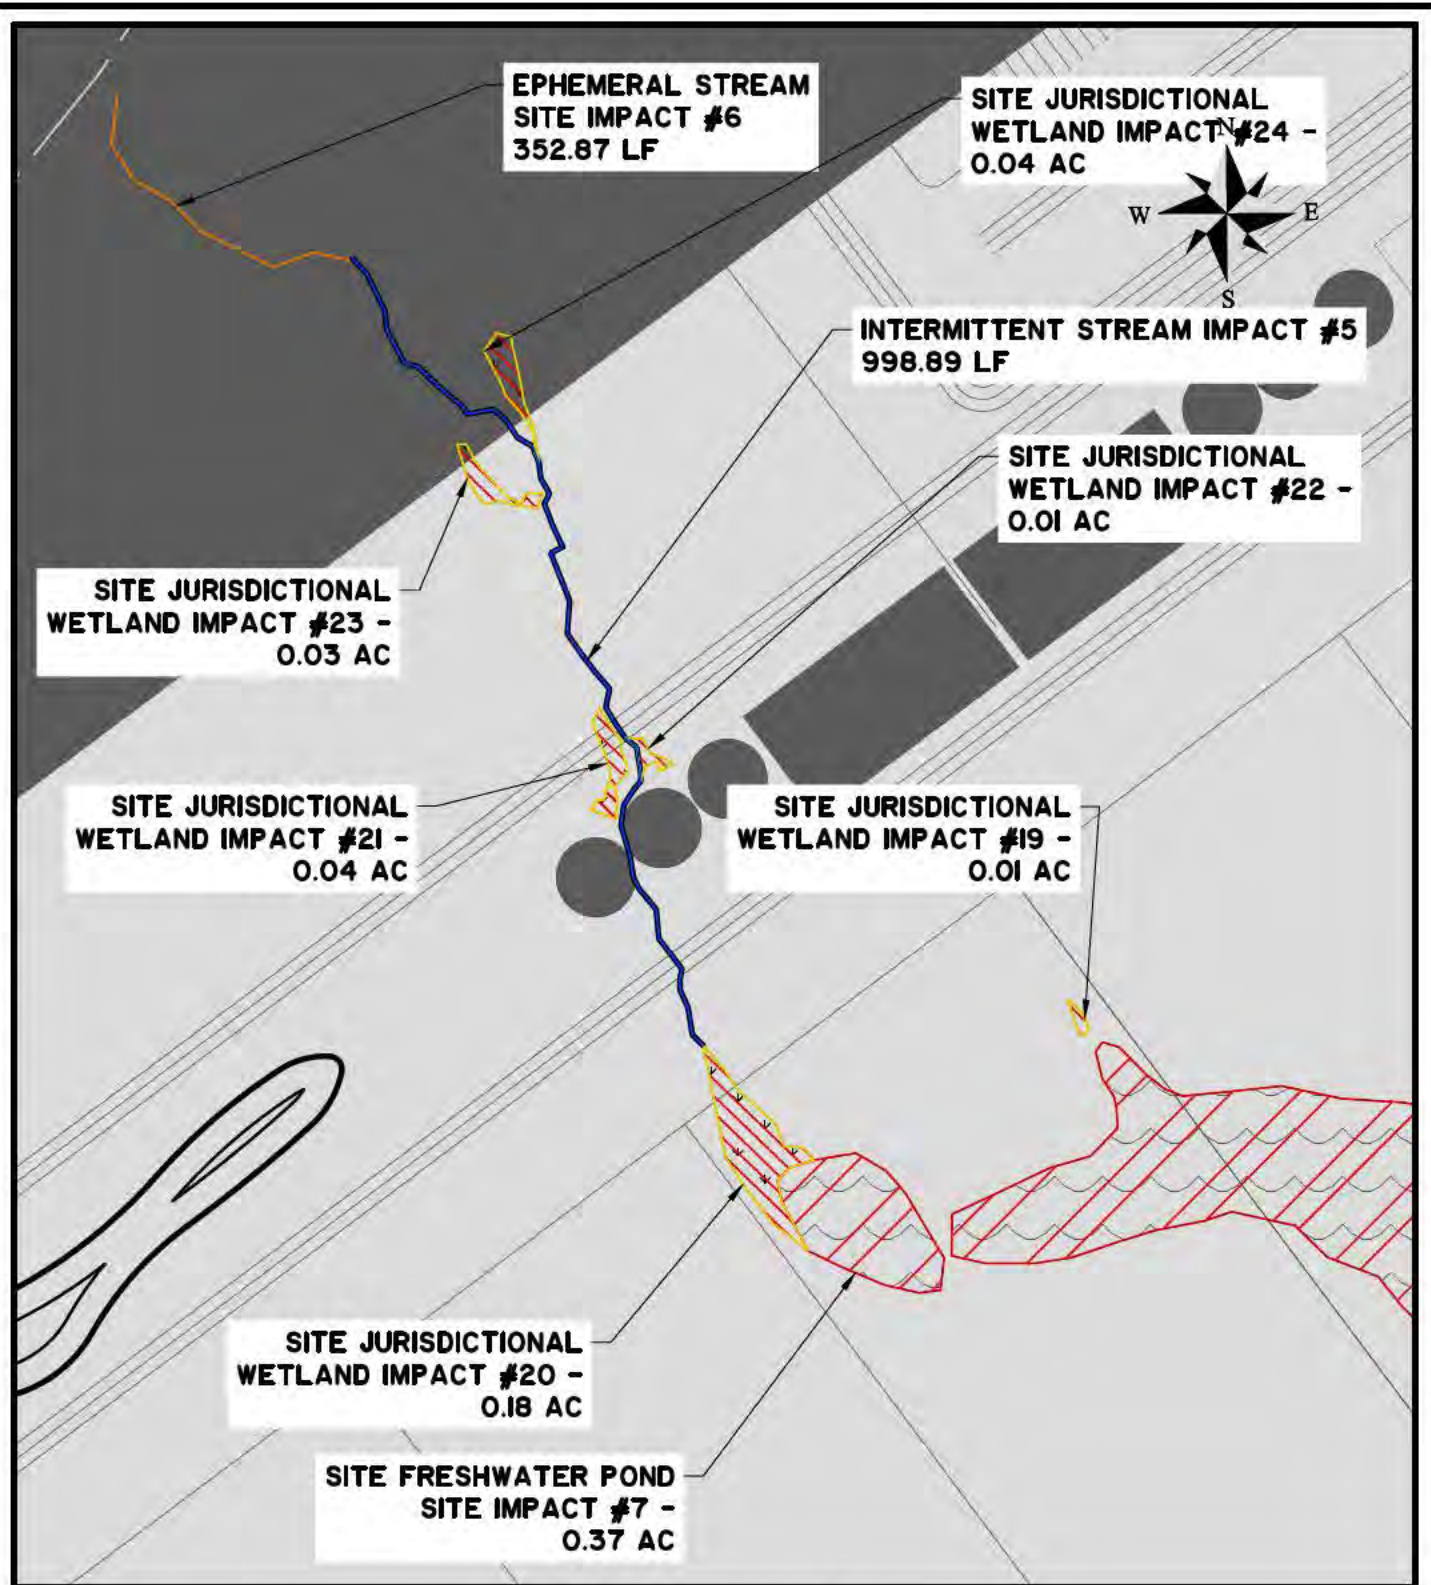 EPHEMERAL STREAM
SITE IMPACT #6
352.87 LF
SITE JURISDICTIONAL
WETLAND IMPACT #24 -
0.04 AC
N
W
E
S
INTERMITTENT STREAM IMPACT #5
998.89 LF
SITE JURISDICTIONAL
WETLAND IMPACT #22 -
0.01 AC
SITE JURISDICTIONAL
WETLAND IMPACT #23 -
0.03 AC
SITE JURISDICTIONAL
WETLAND IMPACT #21 -
0.04 AC
SITE JURISDICTIONAL
WETLAND IMPACT #19 -
0.01 AC
SITE JURISDICTIONAL
WETLAND IMPACT #20 -
0.18 AC
SITE FRESHWATER POND
SITE IMPACT #7 -
0.37 AC